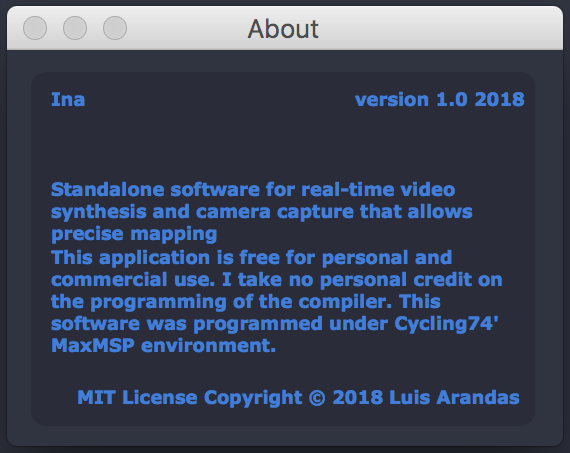 About
Ina
version 1.0 2018
Standalone software for real-time video
synthesis and camera capture that allows
precise mapping
This application is free for personal and
commercial use. I take no personal credit on
the programming of the compiler. This
software was programmed under Cycling74'
MaxMSP environment.
MIT License Copyright © 2018 Luis Arandas